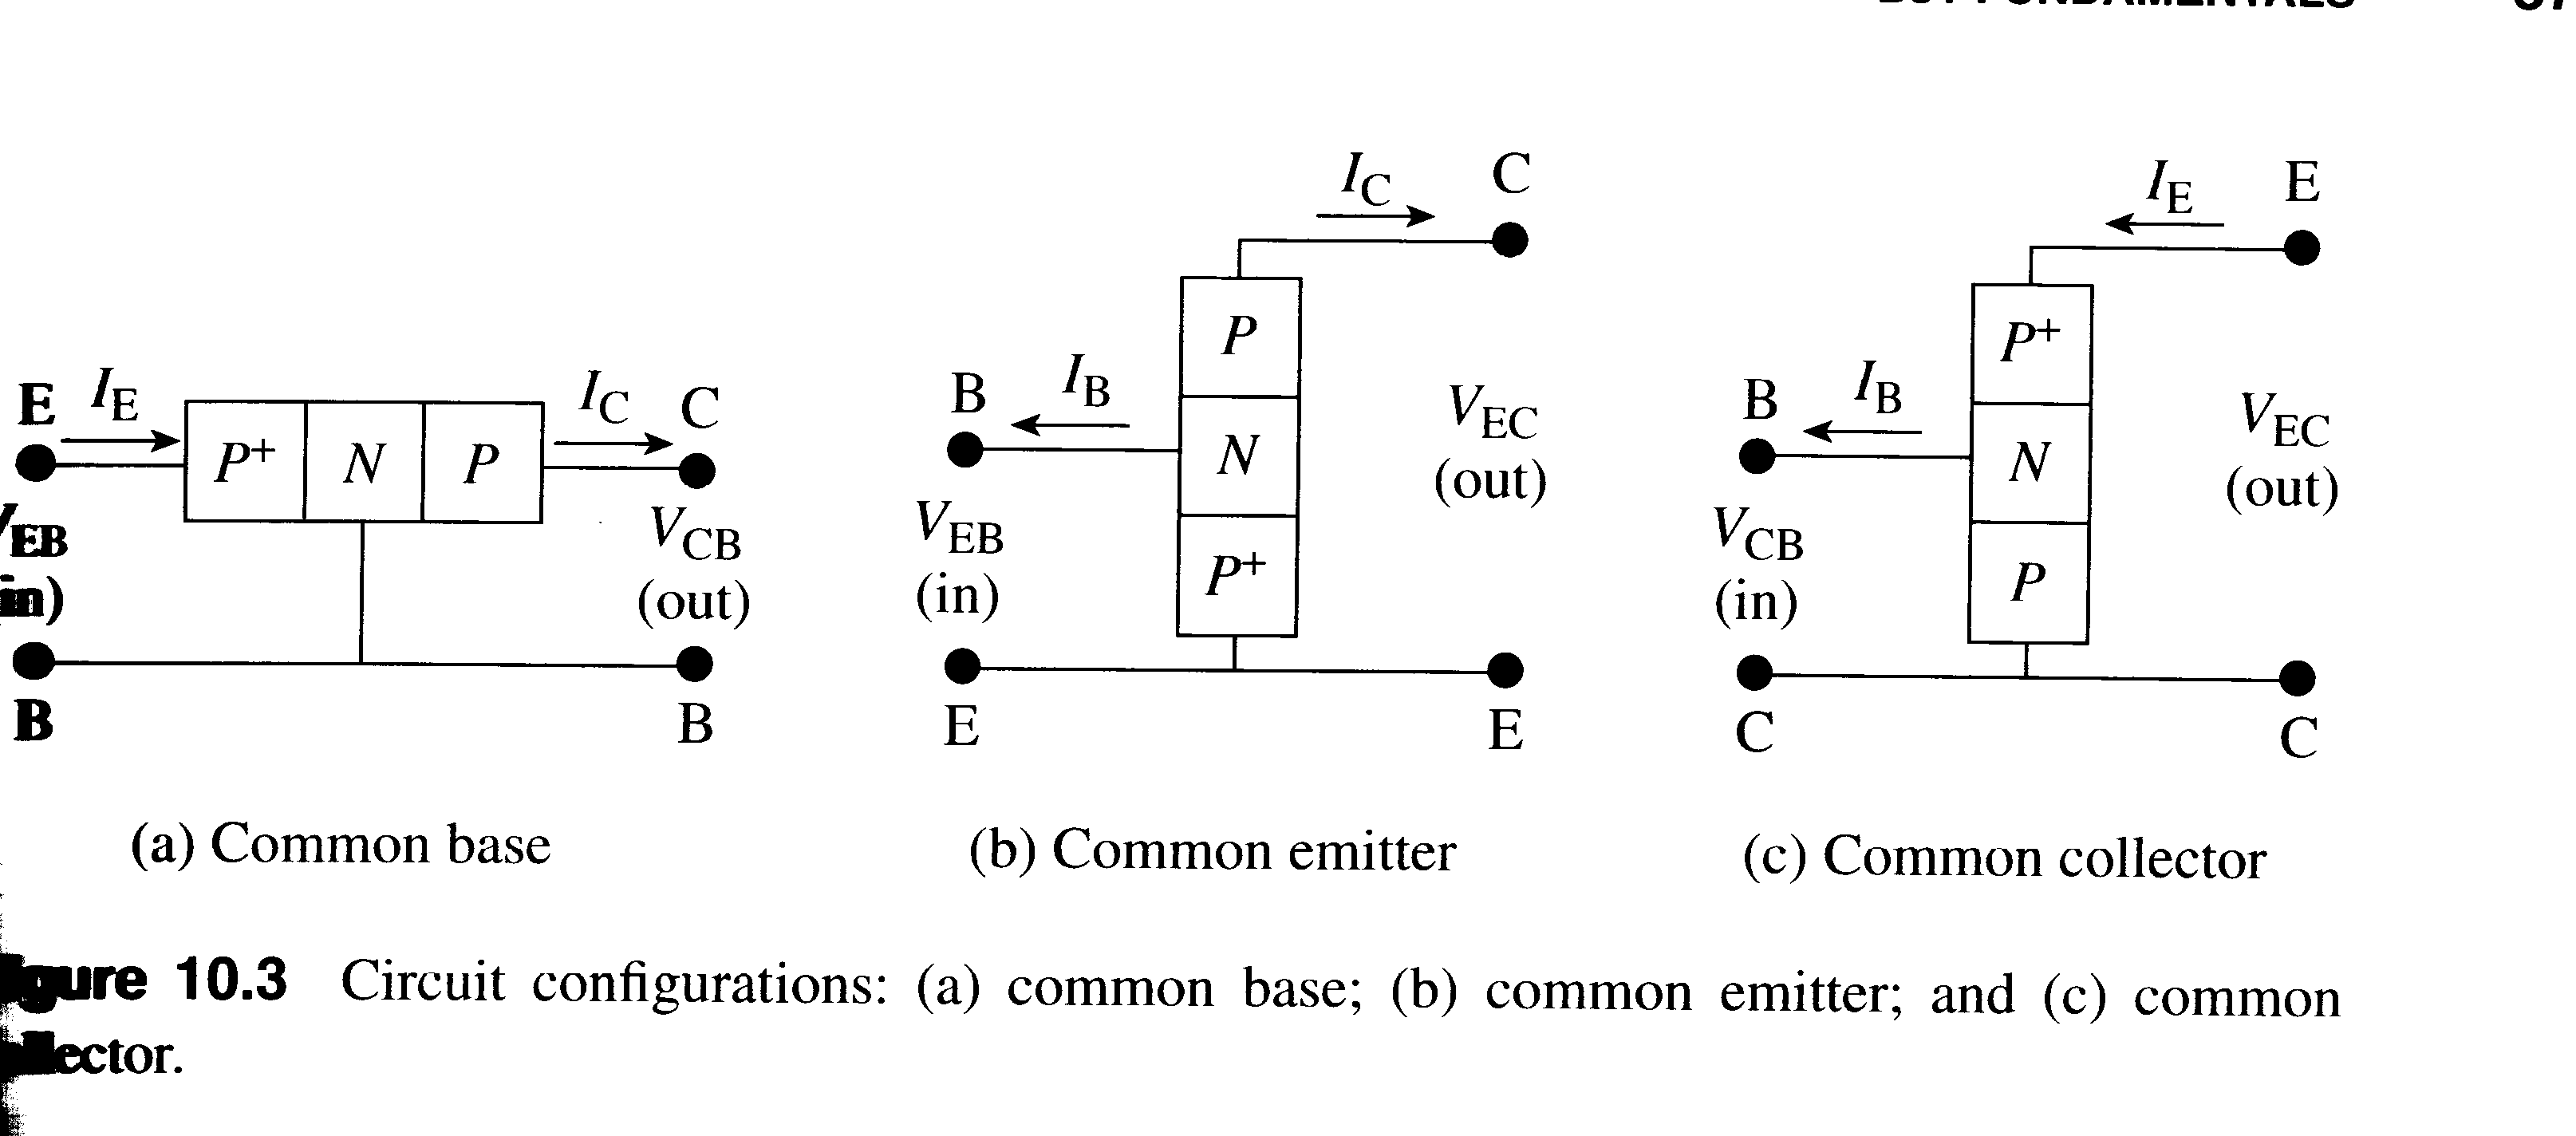 I_C C
I_E E
P
P+
E I_E
I_C C
B I_B
B I_B
V_EC
(out)
V_EC
(out)
P+ N P
N
N
V_EB
V_CB
(out)
V_EB
(in)
P+
V_CB
(in)
P
B B
E E
C C
(a) Common base
(b) Common emitter
(c) Common collector
10.3 Circuit configurations: (a) common base; (b) common emitter; and (c) common